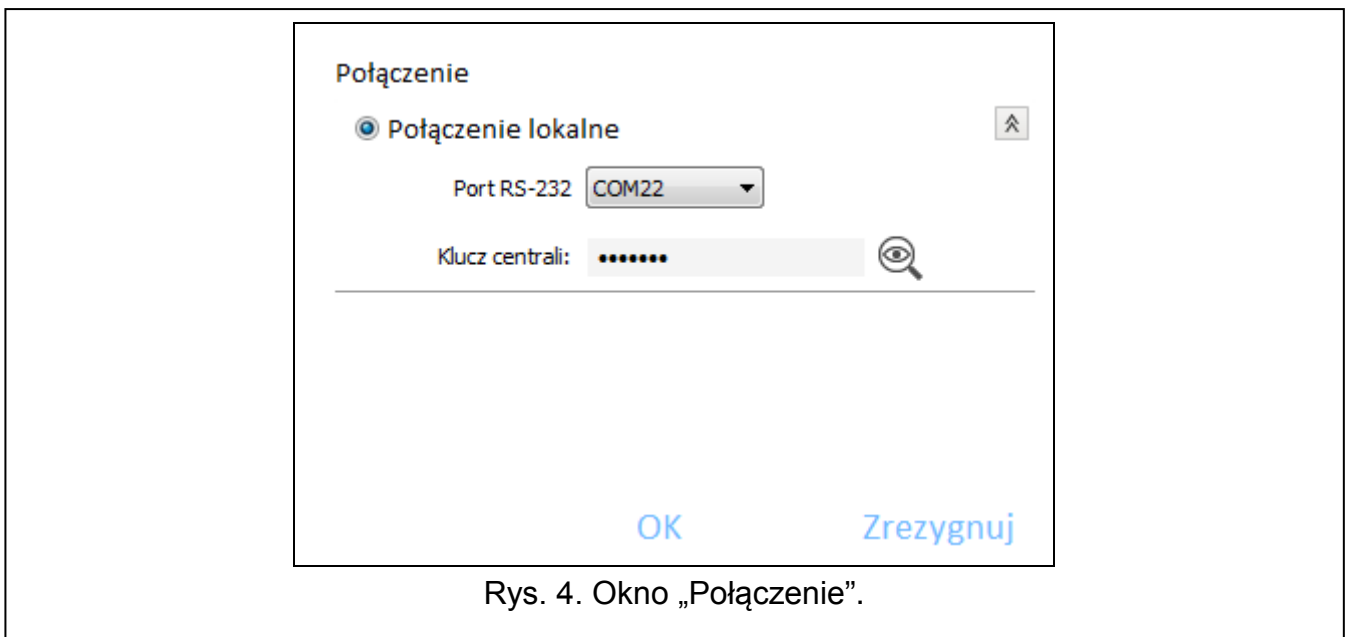 Połączenie
Połączenie lokalne
Port RS-232 COM22
Klucz centrali: •••••••
OK Zrezygnuj
Rys. 4. Okno „Połączenie”.